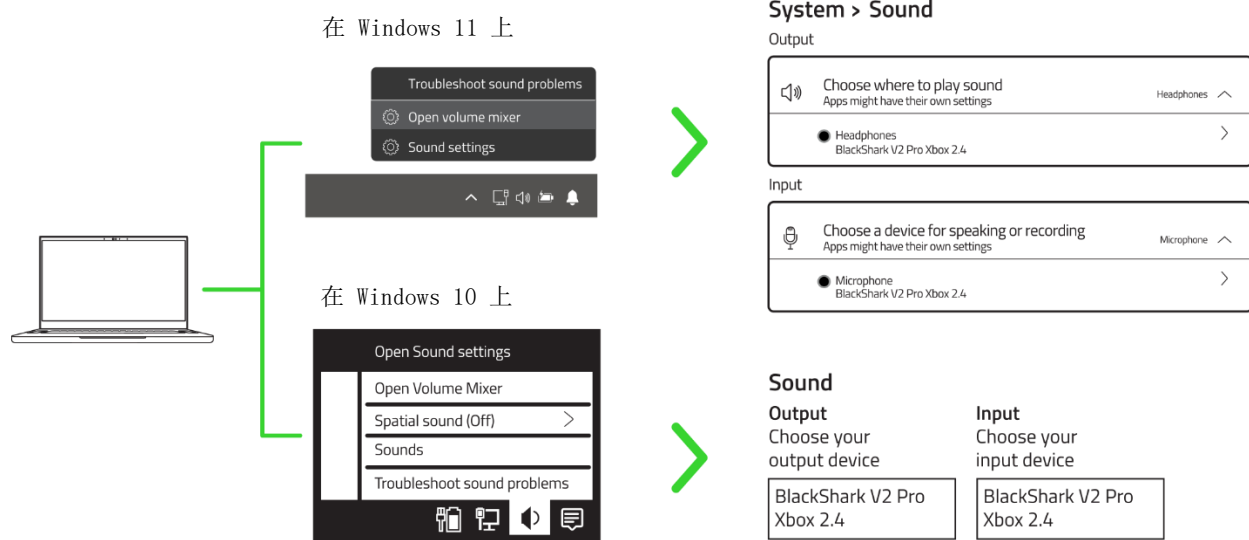 在 Windows 11 上
Troubleshoot sound problems
Open volume mixer
Sound settings
System > Sound
Output
Choose where to play sound
Apps might have their own settings
Headphones
Headphones
BlackShark V2 Pro Xbox 2.4
Input
Choose a device for speaking or recording
Apps might have their own settings
Microphone
Microphone
BlackShark V2 Pro Xbox 2.4
在 Windows 10 上
Open Sound settings
Open Volume Mixer
Spatial sound (Off)
Sounds
Troubleshoot sound problems
Sound
Output
Choose your
output device
BlackShark V2 Pro
Xbox 2.4
Input
Choose your
input device
BlackShark V2 Pro
Xbox 2.4